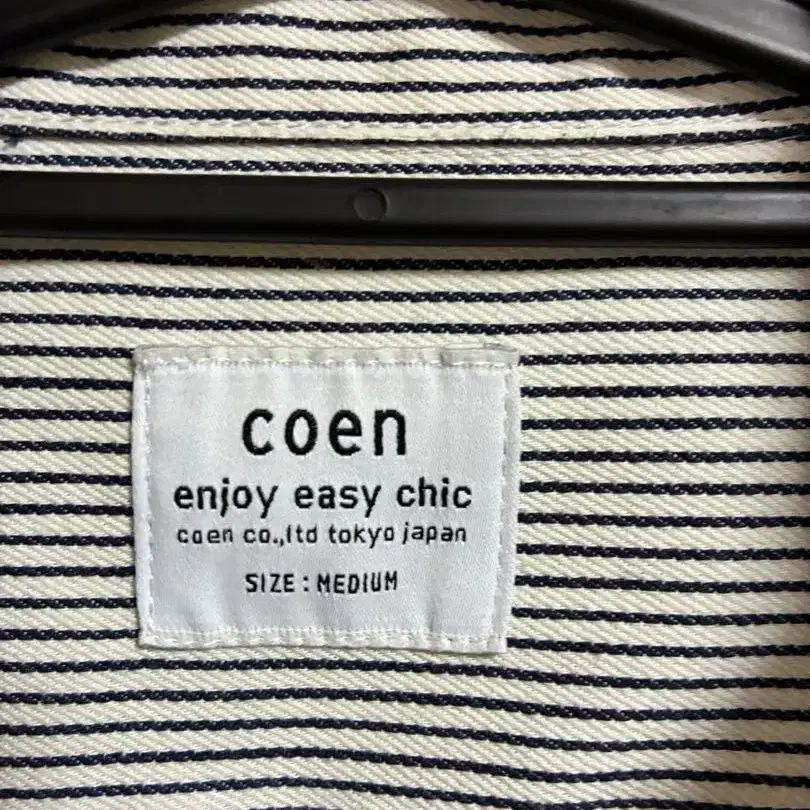 coen
enjoy easy chic
coen co.,ltd tokyo japan
SIZE : MEDIUM